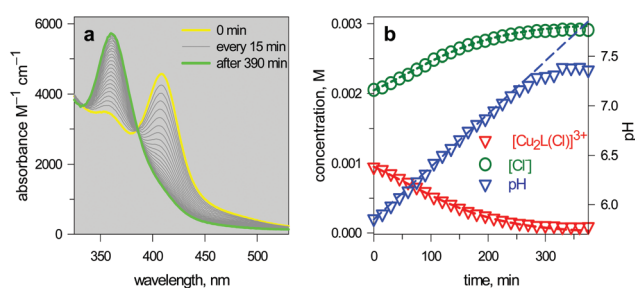 a
0 min
every 15 min
after 390 min
absorbance M⁻¹ cm⁻¹
6000
4000
2000
0
350
400
450
500
wavelength, nm
b
concentration, M
0.003
0.002
0.001
0.000
0
100
200
300
time, min
7.5
7.0
6.5
6.0
pH
[Cu₂L(Cl)]³⁺
[Cl⁻]
pH